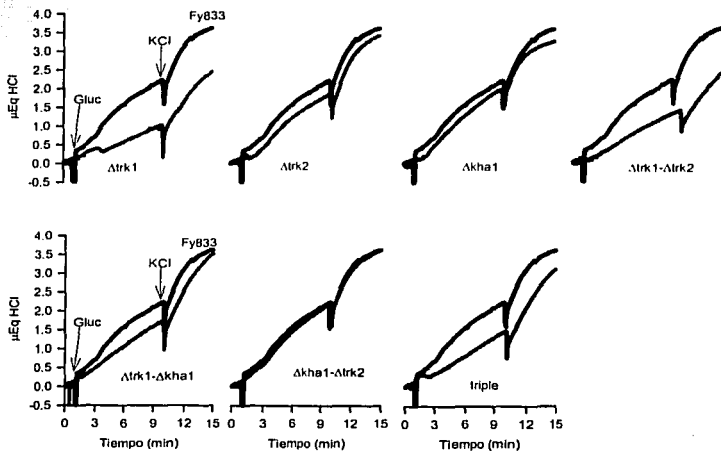 Fy833
4.0
3.5
3.0
2.5
2.0
1.5
1.0
0.5
0.0
-0.5
µEq HCl
KCl
Gluc
Δtrk1
Δtrk2
Δkha1
Δtrk1-Δtrk2
Fy833
4.0
3.5
3.0
2.5
2.0
1.5
1.0
0.5
0.0
-0.5
µEq HCl
KCl
Gluc
Δtrk1-Δkha1
Δkha1-Δtrk2
triple
0 3 6 9 12 15
0 3 6 9 12 15
0 3 6 9 12 15
Tiempo (min)
Tiempo (min)
Tiempo (min)